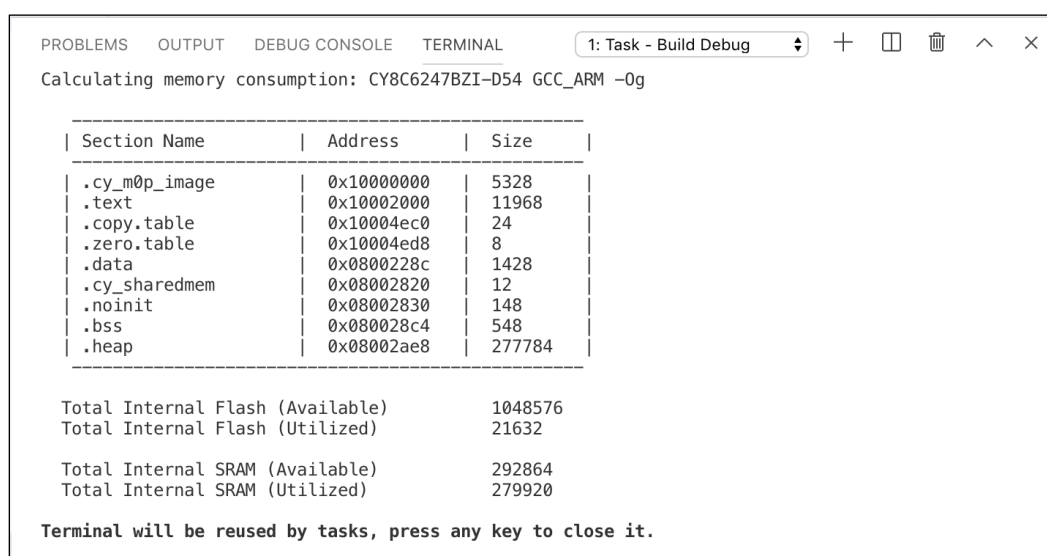 PROBLEMS OUTPUT DEBUG CONSOLE TERMINAL 1: Task - Build Debug
Calculating memory consumption: CY8C6247BZI-D54 GCC_ARM -Og
| Section Name | Address | Size |
| .cy_m0p_image | 0x10000000 | 5328 |
| .text | 0x10002000 | 11968 |
| .copy.table | 0x10004ec0 | 24 |
| .zero.table | 0x10004ed8 | 8 |
| .data | 0x0800228c | 1428 |
| .cy_sharedmem | 0x08002820 | 12 |
| .noinit | 0x08002830 | 148 |
| .bss | 0x080028c4 | 548 |
| .heap | 0x08002ae8 | 277784 |
Total Internal Flash (Available) 1048576
Total Internal Flash (Utilized) 21632
Total Internal SRAM (Available) 292864
Total Internal SRAM (Utilized) 279920
Terminal will be reused by tasks, press any key to close it.